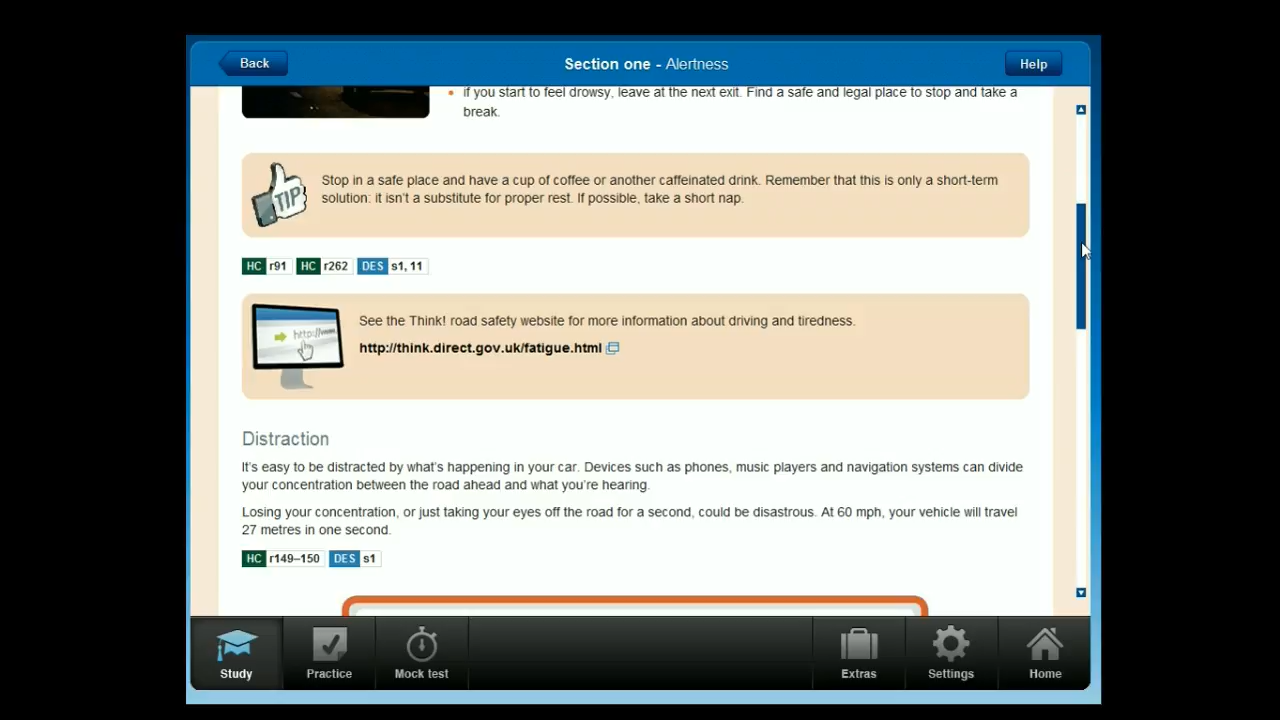 Back
Section one - Alertness
Help
if you start to feel drowsy, leave at the next exit. Find a safe and legal place to stop and take a
break.
TIP
Stop in a safe place and have a cup of coffee or another caffeinated drink. Remember that this is only a short-term
solution: it isn't a substitute for proper rest. If possible, take a short nap.
HC r91 HC r262 DES s1, 11
See the Think! road safety website for more information about driving and tiredness.
http://think.direct.gov.uk/fatigue.html
Distraction
It's easy to be distracted by what's happening in your car. Devices such as phones, music players and navigation systems can divide
your concentration between the road ahead and what you're hearing.
Losing your concentration, or just taking your eyes off the road for a second, could be disastrous. At 60 mph, your vehicle will travel
27 metres in one second.
HC r149–150 DES s1
Study
Practice
Mock test
Extras
Settings
Home